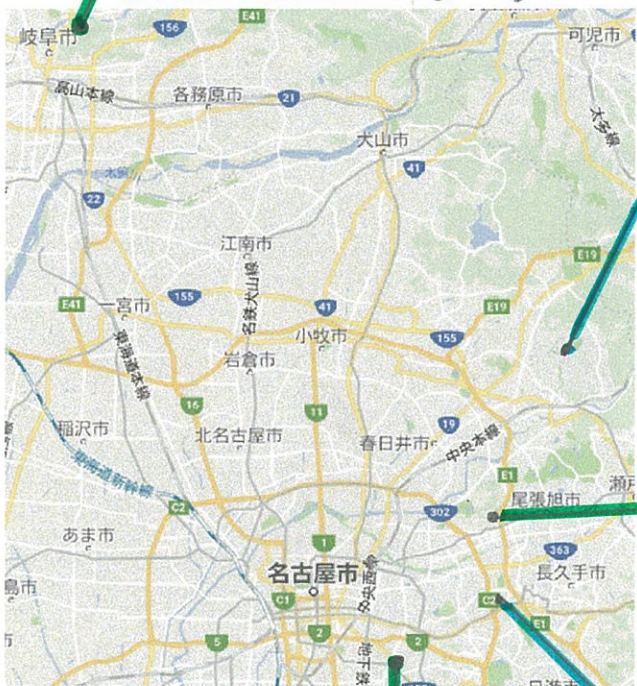 岐阜市
156
E41
可児市
高山本線
各務原市
21
太多線
犬山市
41
22
江南市
E19
155
E41
一宮市
名鉄犬山線
41
E19
小牧市
155
東海道本線
岩倉市
16
11
19
稲沢市
北名古屋市
春日井市
中央本線
東海道新幹線
E1
C2
302
尾張旭市
あま市
1
363
名古屋市
長久手市
C1
C2
E1
5
2
2